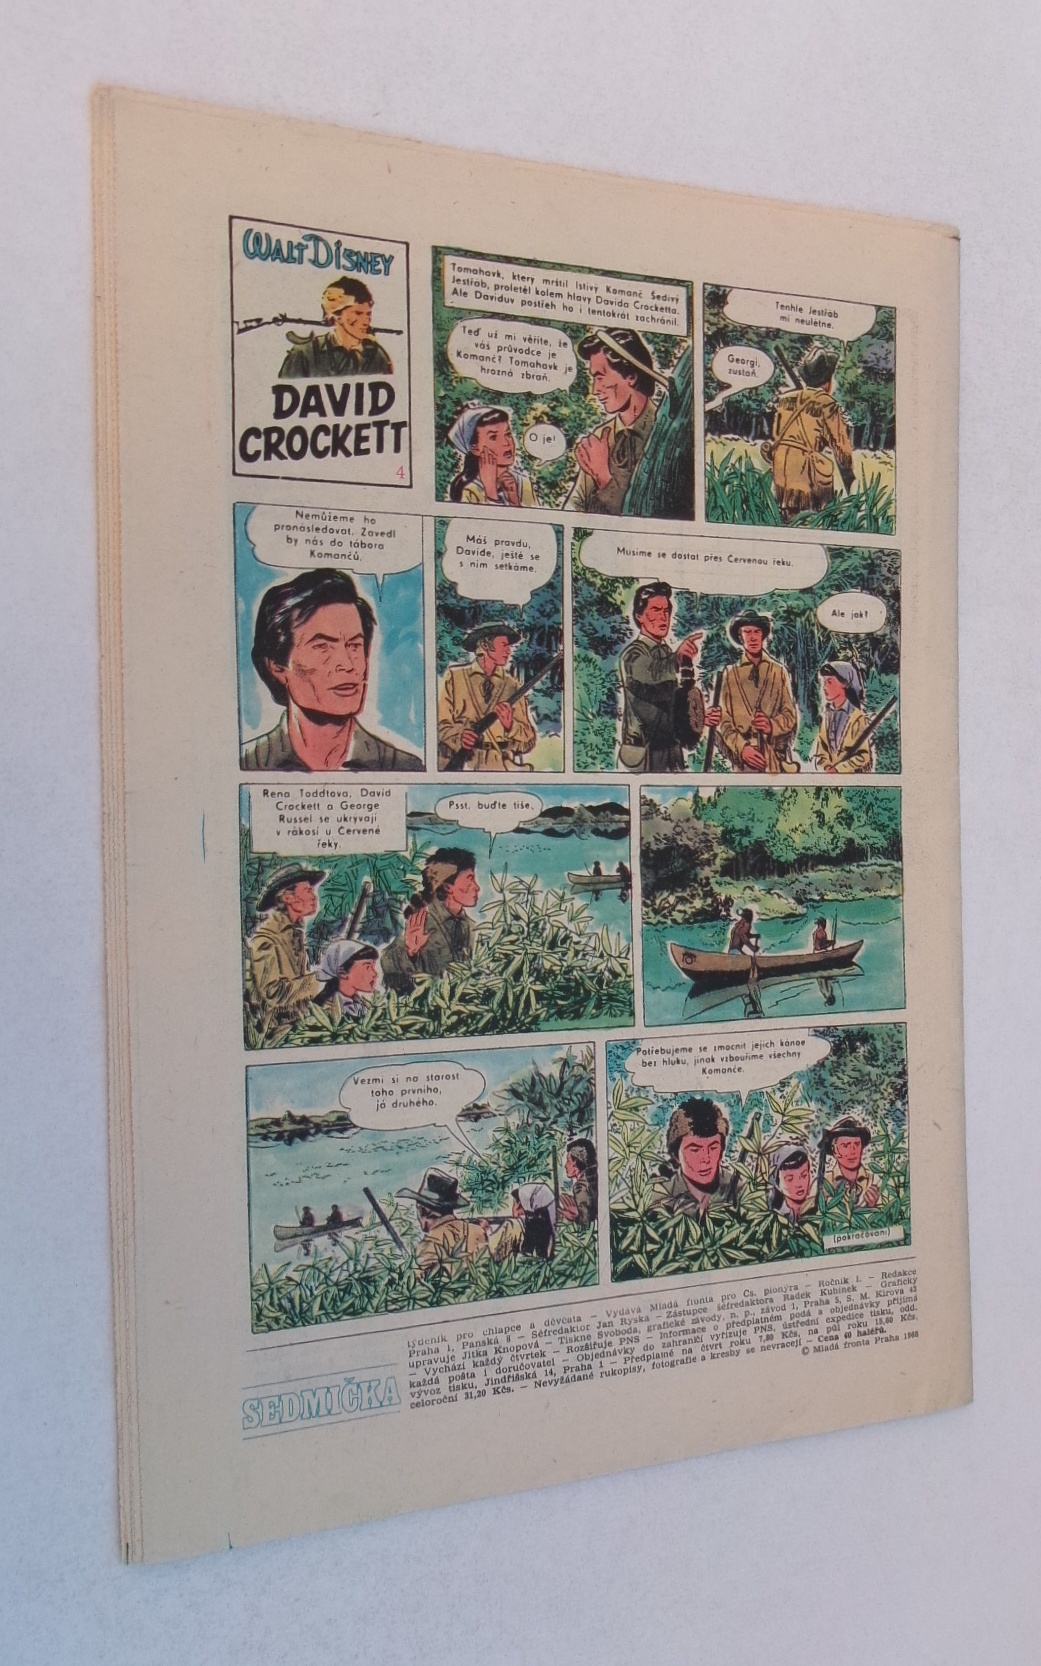 WALT DISNEY
DAVID
CROCKETT
4
Tomahavk, který mrštil Istivý Komanč Šedivý
Jestřáb, proletěl kolem hlavy Davida Crocketta.
Ale Daviduv postřeh ho i tentokrát zachránil.
Teď už mi věříte, že
váš průvodce je
Komanč? Tomahavk je
hrozná zbraň.
O je!
Tenhle Jestřáb
mi neulétne.
Georgi,
zustaň.
Nemůžeme ho
pronásledovat. Zavedl
by nás do tábora
Komančů.
Máš pravdu,
Davide, ještě se
s ním setkáme.
Musíme se dostat přes Červenou řeku.
Ale jak?
Rena Toddtova, David
Crockett a George
Russel se ukrývají
v rákosí u Červené
řeky.
Psst, buďte tiše.
Vezmi si na starost
toho prvního,
já druhého.
Potřebujeme se zmocnit jejich kánoe
bez hluku, jinak vzbouříme všechny
Komanče.
(pokračování)
SEDMIČKA
týdeník pro chlapce a děvčata – Vydává Mladá fronta pro Čs. pionýra – Ročník 1. – Redakce
Praha 1, Panská 8 – Šéfredaktor Jan Ryska – Zástupce šéfredaktora Radek Kubínek – Graficky
upravuje Jitka Knopová – Tiskne Svoboda, grafické závody, n. p., závod 1, Praha 5, S. M. Kirova 43
– Vychází každý čtvrtek – Rozšiřuje PNS – Informace o předplatném podá a objednávky přijímá
každá pošta i doručovatel – Objednávky do zahraničí vyřizuje PNS, ústřední expedice tisku, odd.
vývoz tisku, Jindřišská 14, Praha 1 – Předplatné na čtvrt roku 7,80 Kčs, na půl roku 15,60 Kčs,
celoroční 31,20 Kčs. – Nevyžádané rukopisy, fotografie a kresby se nevracejí – Cena 60 haléřů.
© Mladá fronta Praha 1968